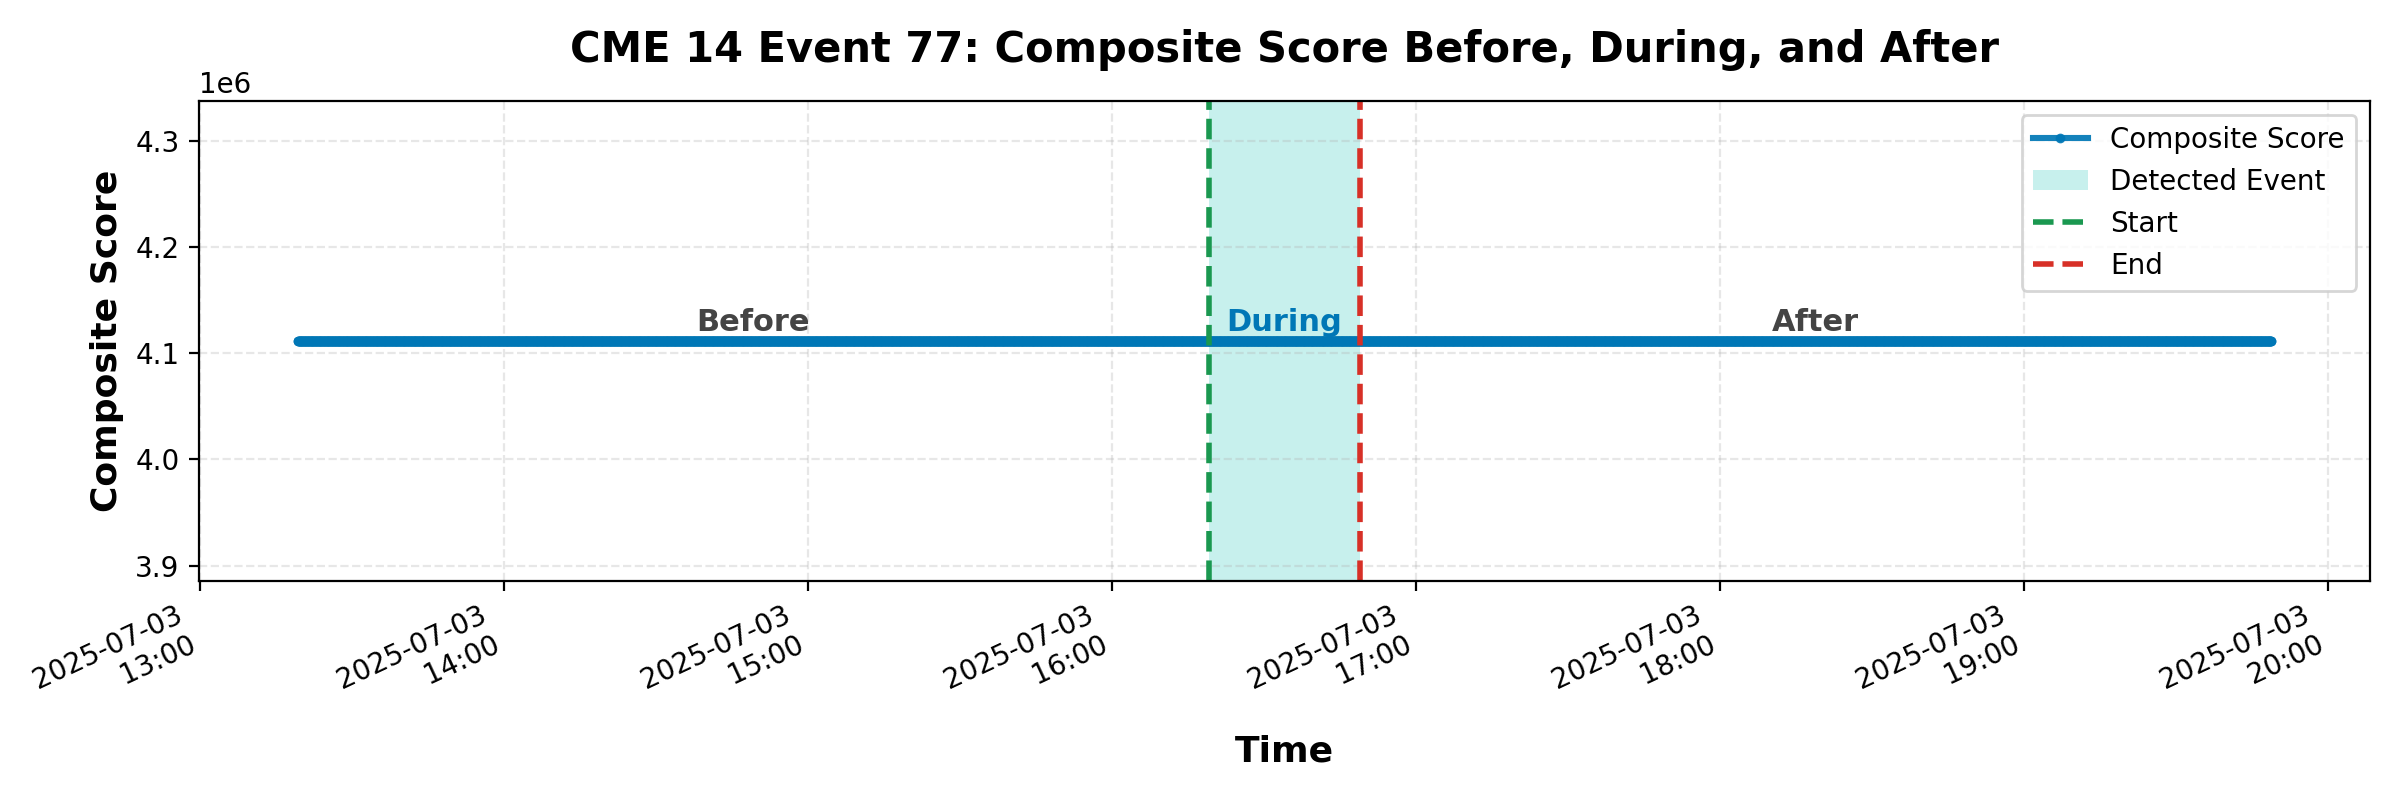 CME 14 Event 77: Composite Score Before, During, and After
1e6
4.3
4.2
4.1
4.0
3.9
Composite Score
Before
During
After
Composite Score
Detected Event
Start
End
2025-07-03
13:00
2025-07-03
14:00
2025-07-03
15:00
2025-07-03
16:00
2025-07-03
17:00
2025-07-03
18:00
2025-07-03
19:00
2025-07-03
20:00
Time